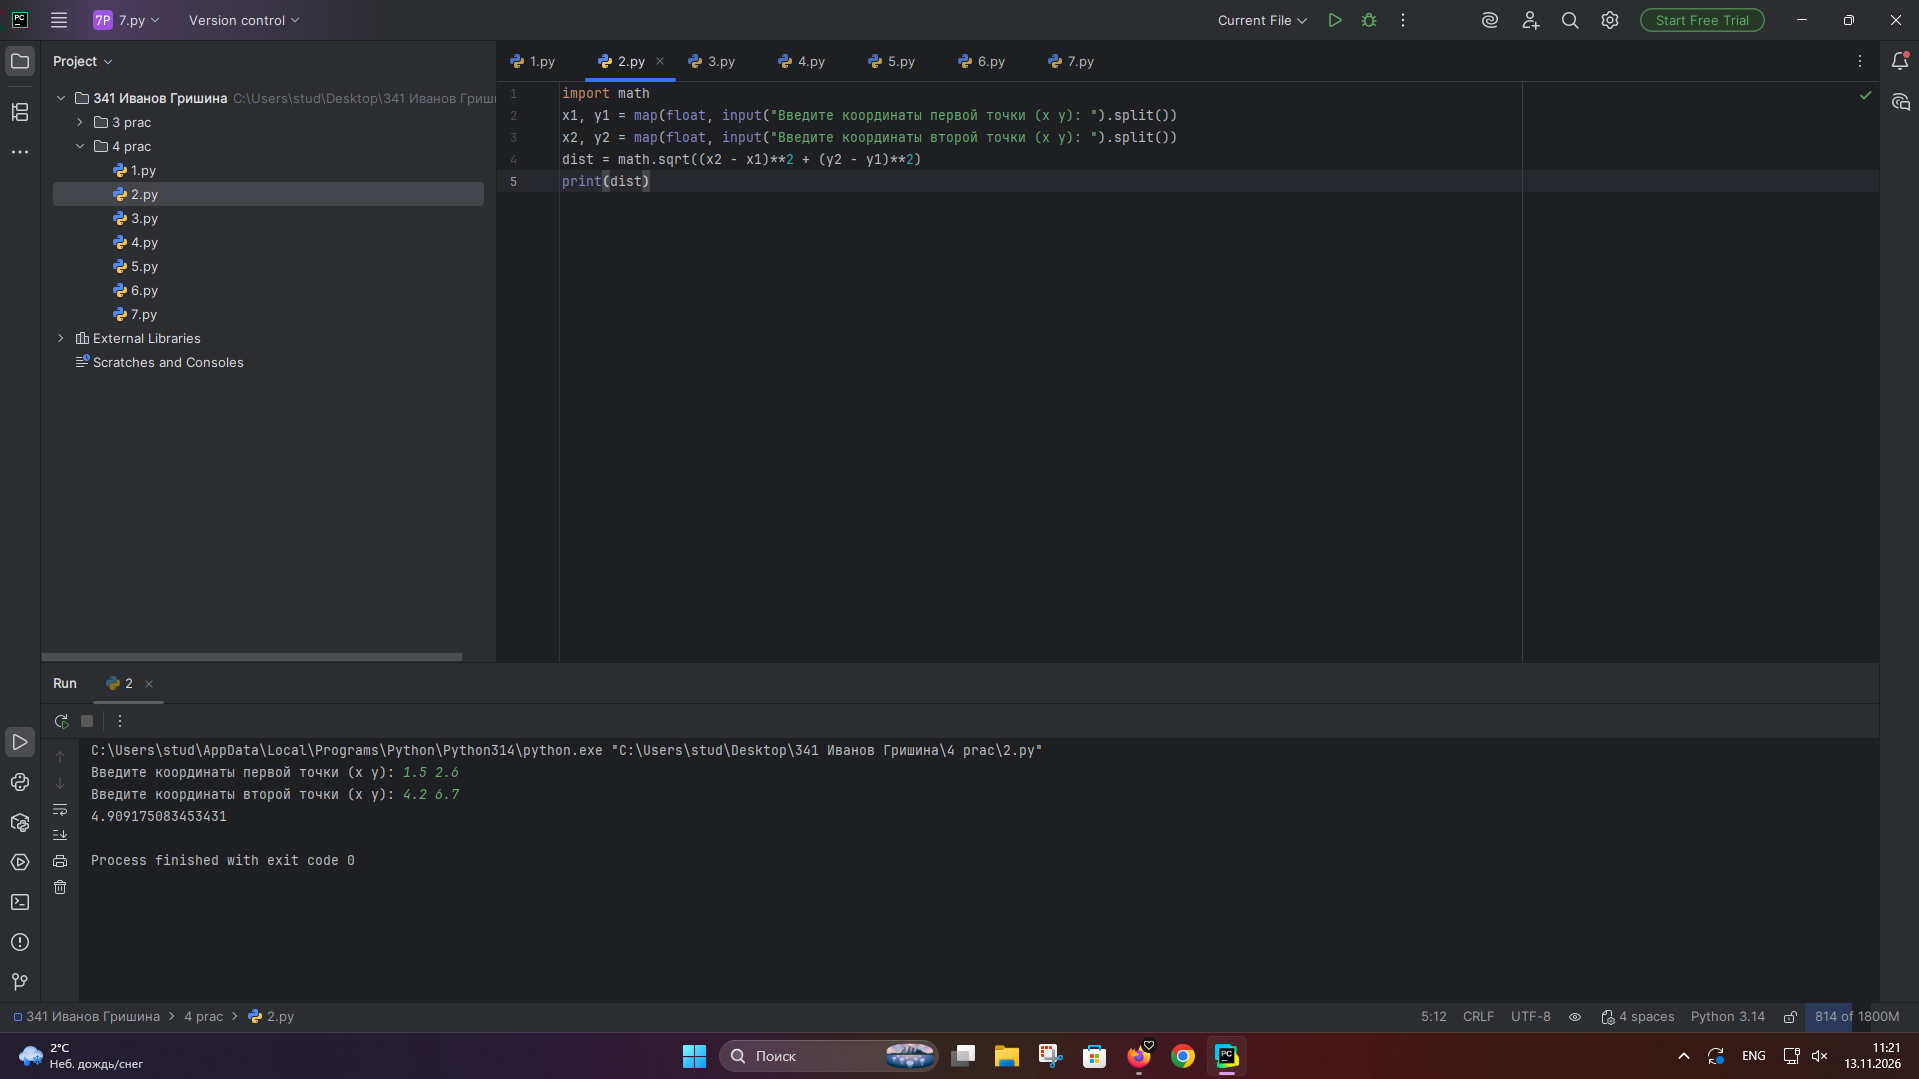 PC
7P 7.py
Version control
Current File
Start Free Trial
Project
341 Иванов Гришина C:\Users\stud\Desktop\341 Иванов
3 prac
4 prac
1.py
2.py
3.py
4.py
5.py
6.py
7.py
External Libraries
Scratches and Consoles
1.py 2.py 3.py 4.py 5.py 6.py 7.py
1 import math
2 x1, y1 = map(float, input("Введите координаты первой точки (x y): ").split())
3 x2, y2 = map(float, input("Введите координаты второй точки (x y): ").split())
4 dist = math.sqrt((x2 - x1)**2 + (y2 - y1)**2)
5 print(dist)
Run 2
C:\Users\stud\AppData\Local\Programs\Python\Python314\python.exe "C:\Users\stud\Desktop\341 Иванов Гришина\4 prac\2.py"
Введите координаты первой точки (x y): 1.5 2.6
Введите координаты второй точки (x y): 4.2 6.7
4.909175083453431
Process finished with exit code 0
341 Иванов Гришина > 4 prac > 2.py
5:12 CRLF UTF-8 4 spaces Python 3.14 814 of 1800M
2°C
Неб. дождь/снег
Поиск
PC
ENG
11:21
13.11.2026